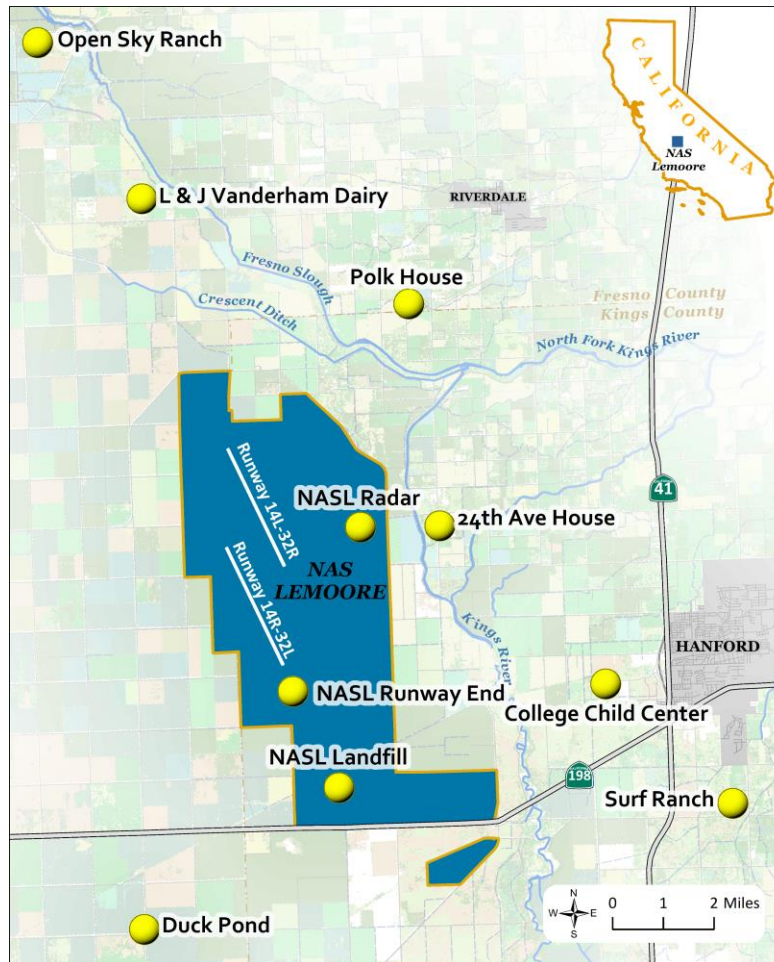 Open Sky Ranch
CALIFORNIA
NAS
Lemoore
L & J Vanderham Dairy
RIVERDALE
Fresno Slough
Polk House
Crescent Ditch
Fresno County
Kings County
North Fork Kings River
Runway 14L-32R
NASL Radar
24th Ave House
41
NAS
LEMOORE
Runway 14R-32L
Kings River
HANFORD
NASL Runway End
College Child Center
NASL Landfill
198
Surf Ranch
N
W E
S
0 1 2 Miles
Duck Pond